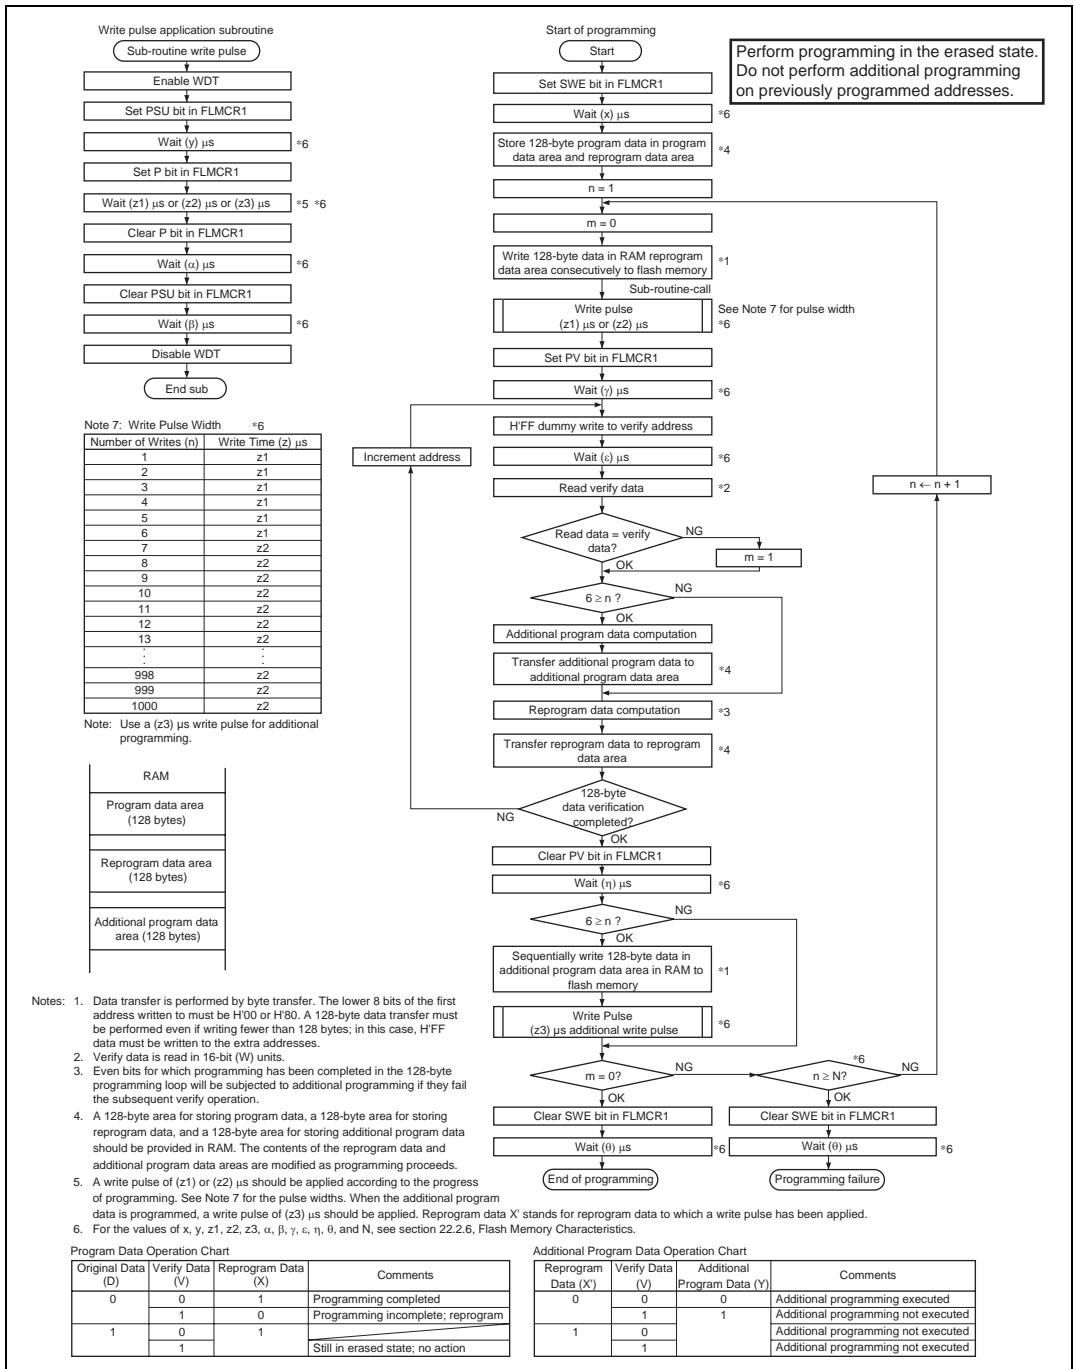 Write pulse application subroutine
Sub-routine write pulse
Enable WDT
Set PSU bit in FLMCR1
Wait (y) μs *6
Set P bit in FLMCR1
Wait (z1) μs or (z2) μs or (z3) μs *5 *6
Clear P bit in FLMCR1
Wait (α) μs *6
Clear PSU bit in FLMCR1
Wait (β) μs *6
Disable WDT
End sub
Note 7: Write Pulse Width *6
Number of Writes (n) Write Time (z) μs
1 z1
2 z1
3 z1
4 z1
5 z1
6 z1
7 z2
8 z2
9 z2
10 z2
11 z2
12 z2
13 z2
: :
998 z2
999 z2
1000 z2
Note: Use a (z3) μs write pulse for additional
programming.
RAM
Program data area
(128 bytes)
Reprogram data area
(128 bytes)
Additional program data
area (128 bytes)
Start of programming
Start
Perform programming in the erased state.
Do not perform additional programming
on previously programmed addresses.
Set SWE bit in FLMCR1
Wait (x) μs *6
Store 128-byte program data in program
data area and reprogram data area *4
n = 1
m = 0
Write 128-byte data in RAM reprogram
data area consecutively to flash memory *1
Sub-routine-call
Write pulse
(z1) μs or (z2) μs
See Note 7 for pulse width
*6
Set PV bit in FLMCR1
Wait (γ) μs *6
H'FF dummy write to verify address
Increment address
Wait (ε) μs *6
Read verify data *2
n ← n + 1
Read data = verify
data?
NG
m = 1
OK
6 ≥ n ?
NG
OK
Additional program data computation
Transfer additional program data to
additional program data area *4
Reprogram data computation *3
Transfer reprogram data to reprogram
data area *4
128-byte
data verification
completed?
NG
OK
Clear PV bit in FLMCR1
Wait (η) μs *6
6 ≥ n ?
NG
OK
Sequentially write 128-byte data in
additional program data area in RAM to
flash memory *1
Write Pulse
(z3) μs additional write pulse *6
m = 0?
NG
*6
n ≥ N?
NG
OK
OK
Clear SWE bit in FLMCR1
Clear SWE bit in FLMCR1
Wait (θ) μs *6
Wait (θ) μs *6
End of programming
Programming failure
Notes: 1. Data transfer is performed by byte transfer. The lower 8 bits of the first
address written to must be H'00 or H'80. A 128-byte data transfer must
be performed even if writing fewer than 128 bytes; in this case, H'FF
data must be written to the extra addresses.
2. Verify data is read in 16-bit (W) units.
3. Even bits for which programming has been completed in the 128-byte
programming loop will be subjected to additional programming if they fail
the subsequent verify operation.
4. A 128-byte area for storing program data, a 128-byte area for storing
reprogram data, and a 128-byte area for storing additional program data
should be provided in RAM. The contents of the reprogram data and
additional program data areas are modified as programming proceeds.
5. A write pulse of (z1) or (z2) μs should be applied according to the progress
of programming. See Note 7 for the pulse widths. When the additional program
data is programmed, a write pulse of (z3) μs should be applied. Reprogram data X' stands for reprogram data to which a write pulse has been applied.
6. For the values of x, y, z1, z2, z3, α, β, γ, ε, η, θ, and N, see section 22.2.6, Flash Memory Characteristics.
Program Data Operation Chart
Original Data (D) Verify Data (V) Reprogram Data (X) Comments
0 0 1 Programming completed
1 0 Programming incomplete; reprogram
1 0 1
1 Still in erased state; no action
Additional Program Data Operation Chart
Reprogram Data (X') Verify Data (V) Additional Program Data (Y) Comments
0 0 0 Additional programming executed
1 1 Additional programming not executed
1 0 Additional programming not executed
1 Additional programming not executed